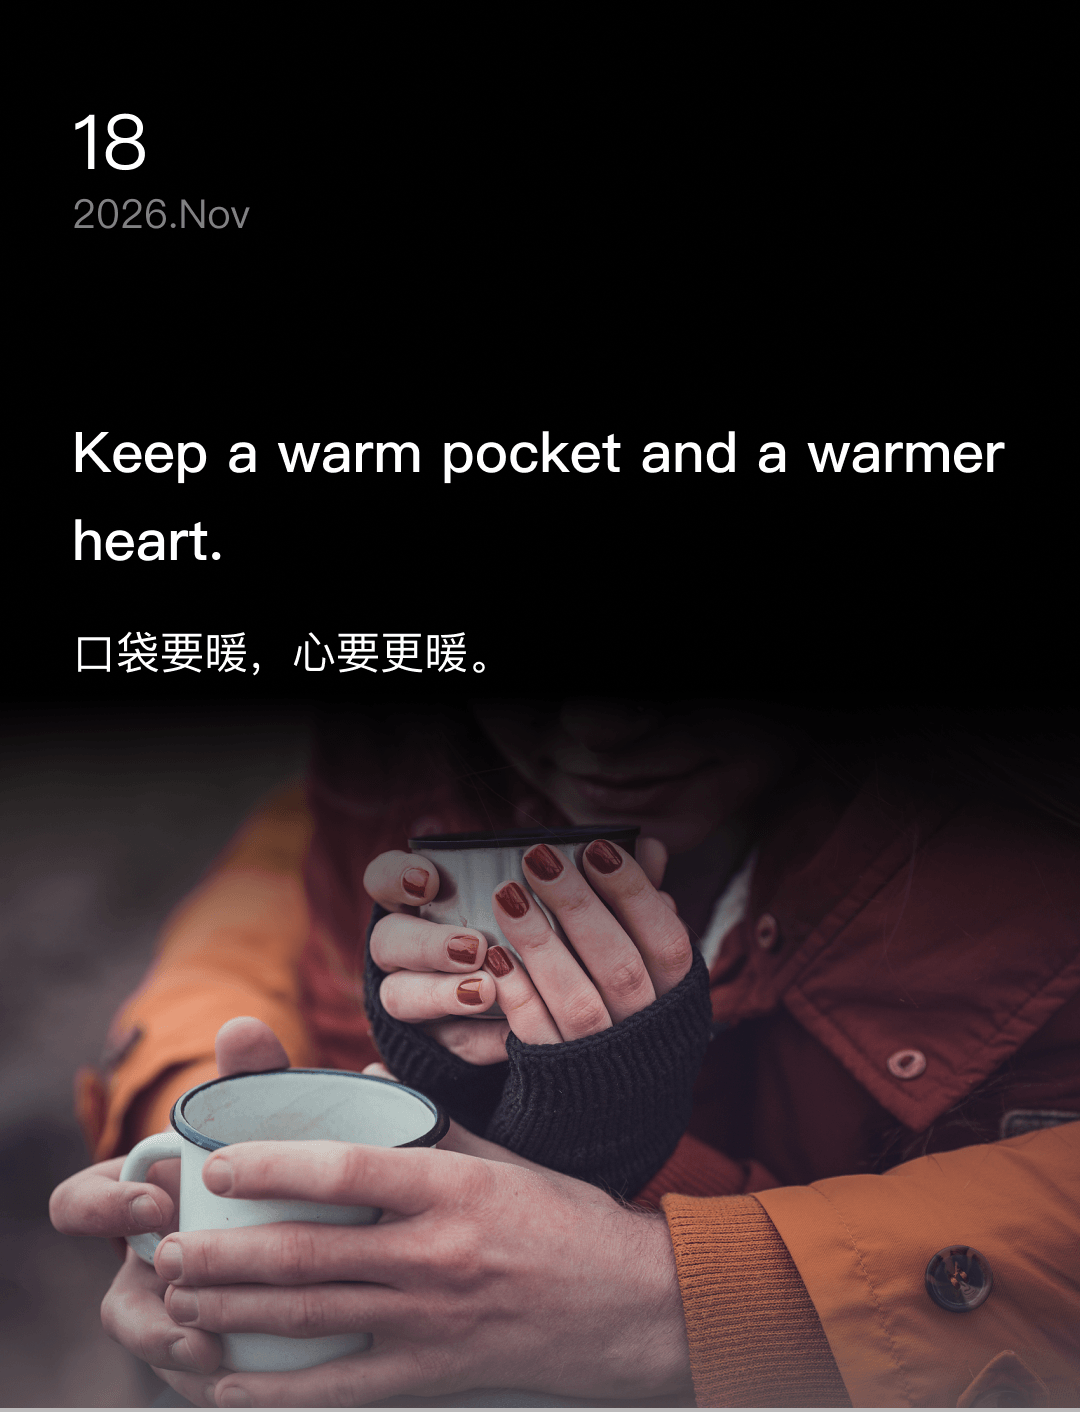 18
2026.Nov
Keep a warm pocket and a warmer
heart.
口袋要暖，心要更暖。